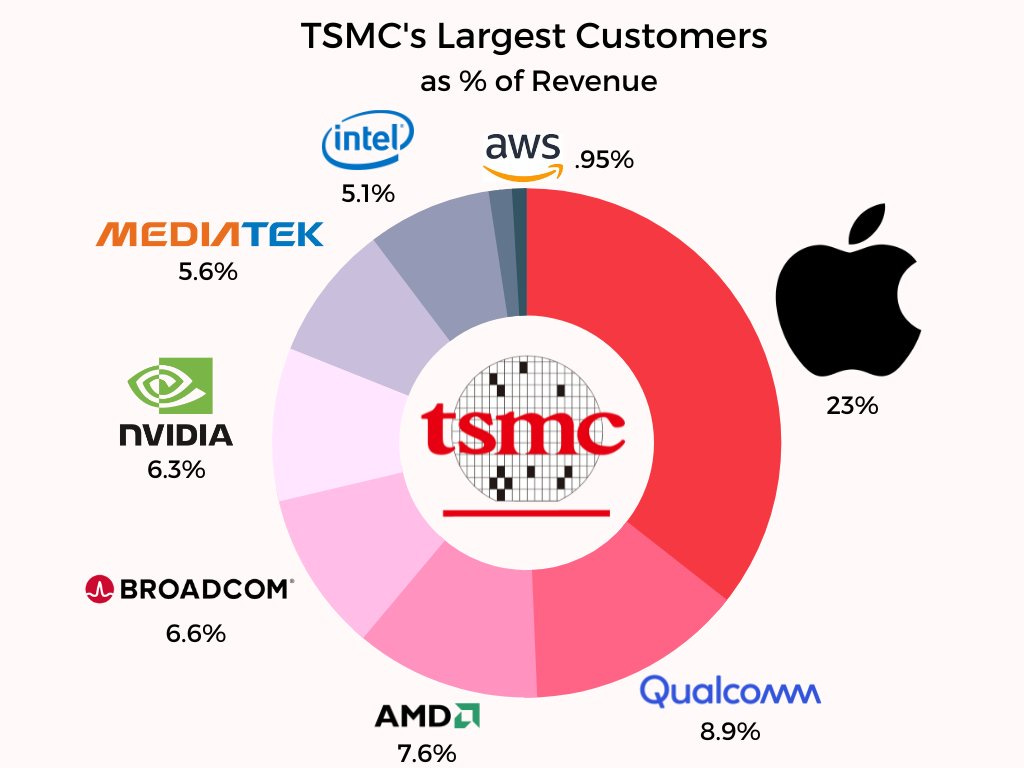 TSMC's Largest Customers
as % of Revenue
intel
5.1%
aws
.95%
MEDIATEK
5.6%
23%
NVIDIA
6.3%
tsmc
BROADCOM
6.6%
Qualcomm
8.9%
AMD
7.6%